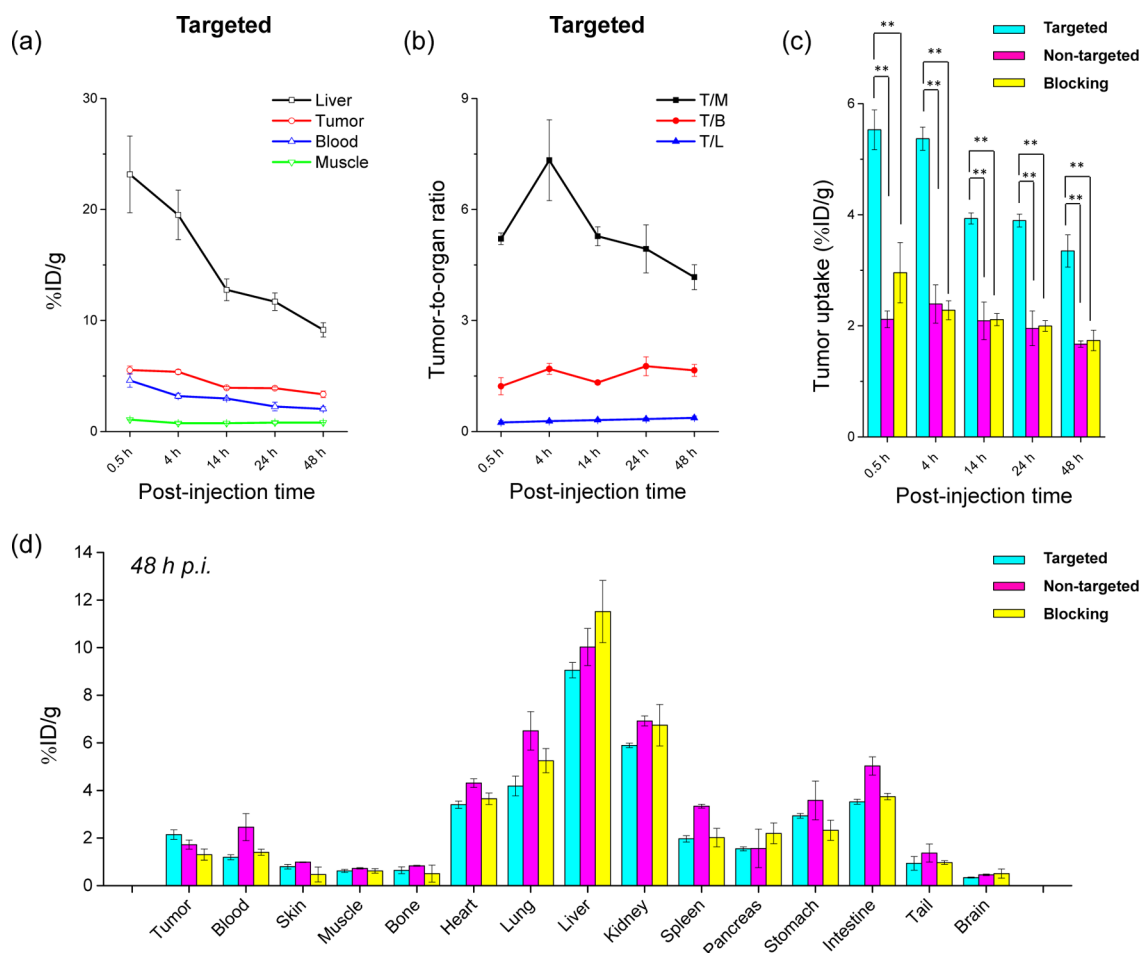 (a)
Targeted
30
20
10
0
%ID/g
Liver
Tumor
Blood
Muscle
0.5 h
4 h
14 h
24 h
48 h
Post-injection time
(b)
Targeted
9
6
3
0
Tumor-to-organ ratio
T/M
T/B
T/L
0.5 h
4 h
14 h
24 h
48 h
Post-injection time
(c)
Targeted
Non-targeted
Blocking
6
4
2
0
Tumor uptake (%ID/g)
**
**
**
**
**
**
**
**
**
**
0.5 h
4 h
14 h
24 h
48 h
Post-injection time
(d)
48 h p.i.
14
12
10
8
6
4
2
0
%ID/g
Targeted
Non-targeted
Blocking
Tumor
Blood
Skin
Muscle
Bone
Heart
Lung
Liver
Kidney
Spleen
Pancreas
Stomach
Intestine
Tail
Brain